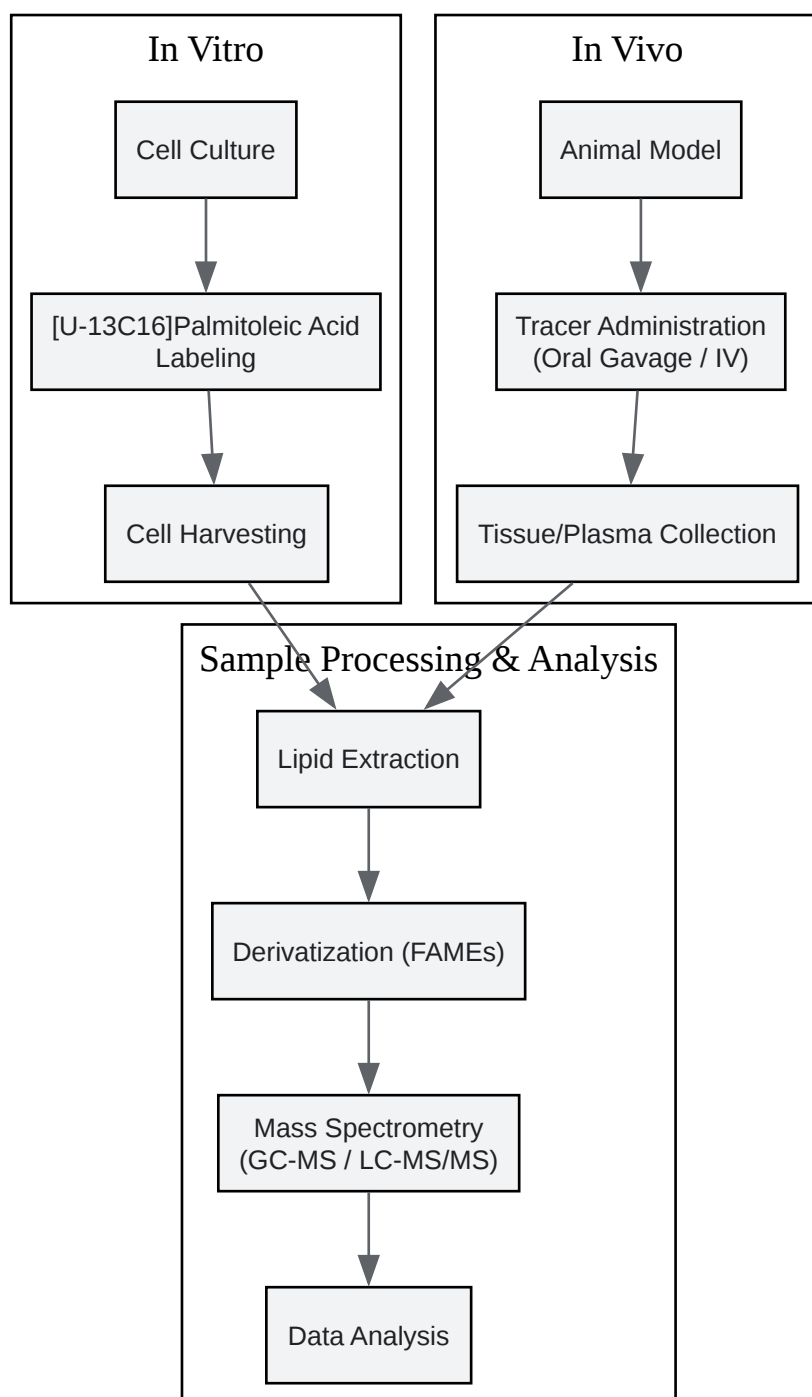 In Vitro
Cell Culture
[U-13C16]Palmitoleic Acid
Labeling
Cell Harvesting
In Vivo
Animal Model
Tracer Administration
(Oral Gavage / IV)
Tissue/Plasma Collection
Sample Processing & Analysis
Lipid Extraction
Derivatization (FAMEs)
Mass Spectrometry
(GC-MS / LC-MS/MS)
Data Analysis